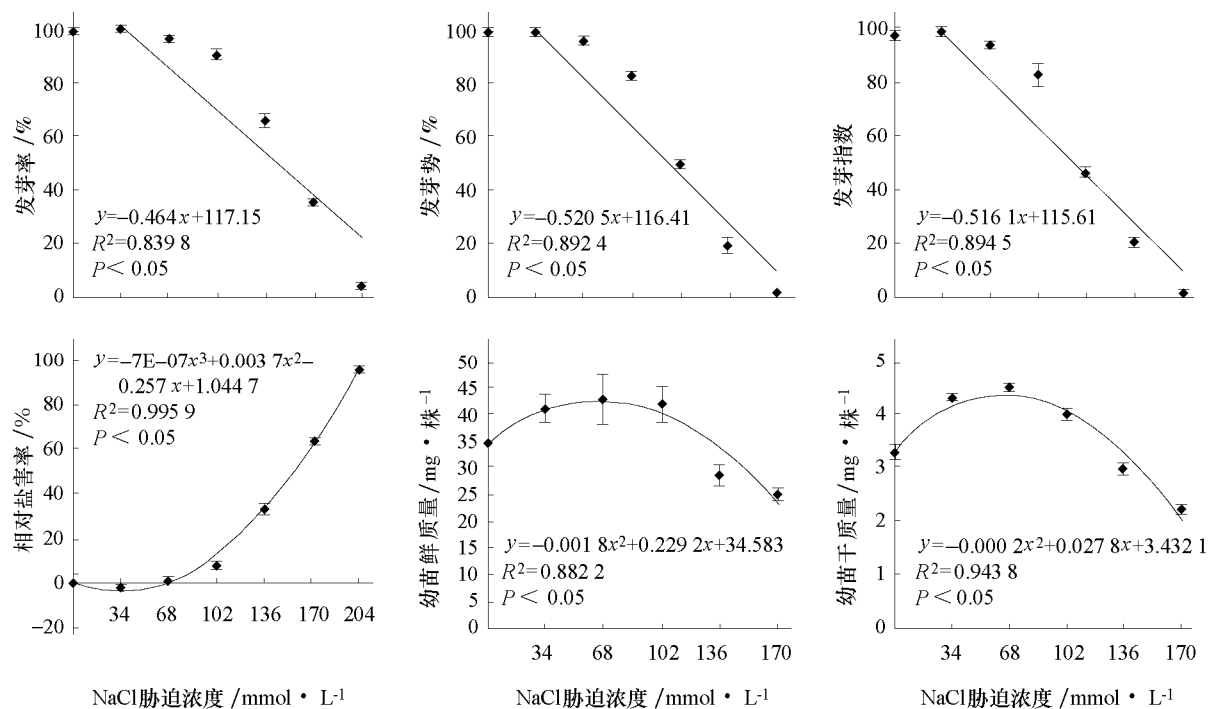 100
80
60
40
20
0
发芽率/%
y=–0.464x+117.15
R²=0.839 8
P＜0.05
100
80
60
40
20
0
发芽势/%
y=–0.520 5x+116.41
R²=0.892 4
P＜0.05
100
80
60
40
20
0
发芽指数
y=–0.516 1x+115.61
R²=0.894 5
P＜0.05
100
80
60
40
20
0
–20
相对盐害率/%
y=–7E–07x³+0.003 7x²–
0.257x+1.044 7
R²=0.995 9
P＜0.05
34 68 102 136 170 204
NaCl胁迫浓度/mmol·L⁻¹
50
45
40
35
30
25
20
15
10
5
0
幼苗鲜质量/mg·株⁻¹
y=–0.001 8x²+0.229 2x+34.583
R²=0.882 2
P＜0.05
34 68 102 136 170
NaCl胁迫浓度/mmol·L⁻¹
5
4
3
2
1
0
幼苗干质量/mg·株⁻¹
y=–0.000 2x²+0.027 8x+3.432 1
R²=0.943 8
P＜0.05
34 68 102 136 170
NaCl胁迫浓度/mmol·L⁻¹